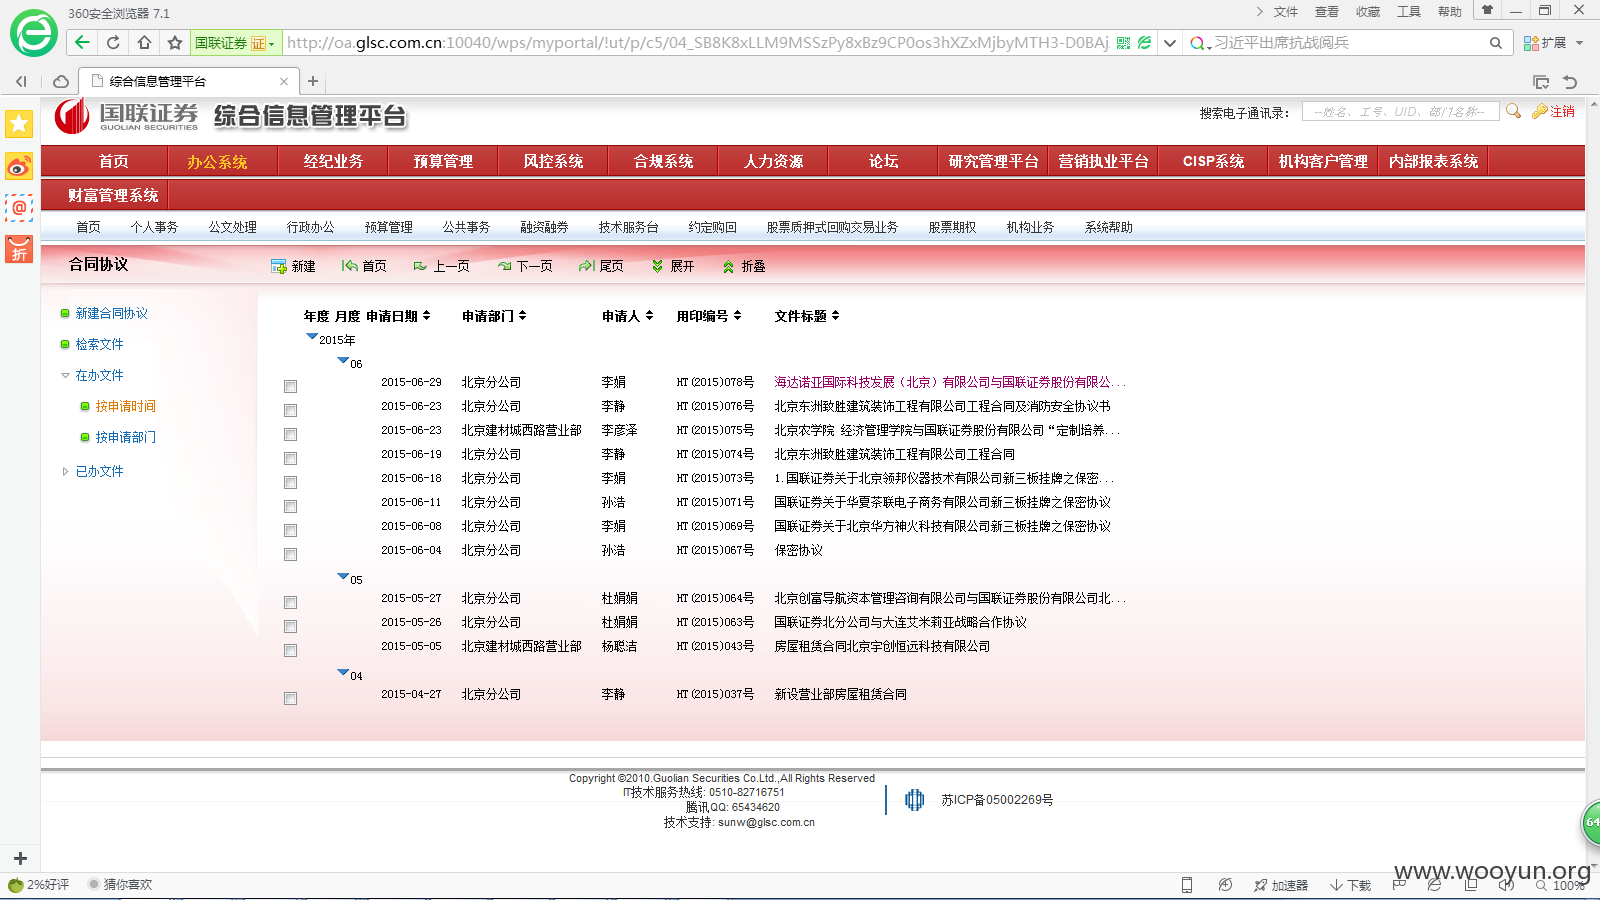 360安全浏览器 7.1
文件 查看 收藏 工具 帮助
国联证券 证
http://oa.glsc.com.cn:10040/wps/myportal/!ut/p/c5/04_SB8K8xLLM9MSSzPy8xBz9CP0os3hXZxMjbyMTH3-D0BAj
习近平出席抗战阅兵
扩展
综合信息管理平台
国联证券
GUOLIAN SECURITIES
综合信息管理平台
搜索电子通讯录：
--姓名、工号、UID、部门名称--
注销
首页 办公系统 经纪业务 预算管理 风控系统 合规系统 人力资源 论坛 研究管理平台 营销执业平台 CISP系统 机构客户管理 内部报表系统
财富管理系统
首页 个人事务 公文处理 行政办公 预算管理 公共事务 融资融券 技术服务台 约定购回 股票质押式回购交易业务 股票期权 机构业务 系统帮助
合同协议
新建 首页 上一页 下一页 尾页 展开 折叠
新建合同协议
检索文件
在办文件
按申请时间
按申请部门
已办文件
年度 月度 申请日期 申请部门 申请人 用印编号 文件标题
2015年
06
2015-06-29 北京分公司 李娟 HT(2015)078号 海达诺亚国际科技发展（北京）有限公司与国联证券股份有限公...
2015-06-23 北京分公司 李静 HT(2015)076号 北京东洲致胜建筑装饰工程有限公司工程合同及消防安全协议书
2015-06-23 北京建材城西路营业部 李彦泽 HT(2015)075号 北京农学院 经济管理学院与国联证券股份有限公司“定制培养...
2015-06-19 北京分公司 李静 HT(2015)074号 北京东洲致胜建筑装饰工程有限公司工程合同
2015-06-18 北京分公司 李娟 HT(2015)073号 1.国联证券关于北京领邦仪器技术有限公司新三板挂牌之保密...
2015-06-11 北京分公司 孙浩 HT(2015)071号 国联证券关于华夏茶联电子商务有限公司新三板挂牌之保密协议
2015-06-08 北京分公司 李娟 HT(2015)069号 国联证券关于北京华方神火科技有限公司新三板挂牌之保密协议
2015-06-04 北京分公司 孙浩 HT(2015)067号 保密协议
05
2015-05-27 北京分公司 杜娟娟 HT(2015)064号 北京创富导航资本管理咨询有限公司与国联证券股份有限公司北...
2015-05-26 北京分公司 杜娟娟 HT(2015)063号 国联证券北分公司与大连艾米莉亚战略合作协议
2015-05-05 北京建材城西路营业部 杨聪洁 HT(2015)043号 房屋租赁合同北京宇创恒远科技有限公司
04
2015-04-27 北京分公司 李静 HT(2015)037号 新设营业部房屋租赁合同
Copyright ©2010.Guolian Securities Co.Ltd.,All Rights Reserved
IT技术服务热线: 0510-82716751
腾讯QQ: 65434620
技术支持: sunw@glsc.com.cn
苏ICP备05002269号
折
64
www.wooyun.org
2%好评 猜你喜欢
加速器 下载 100%